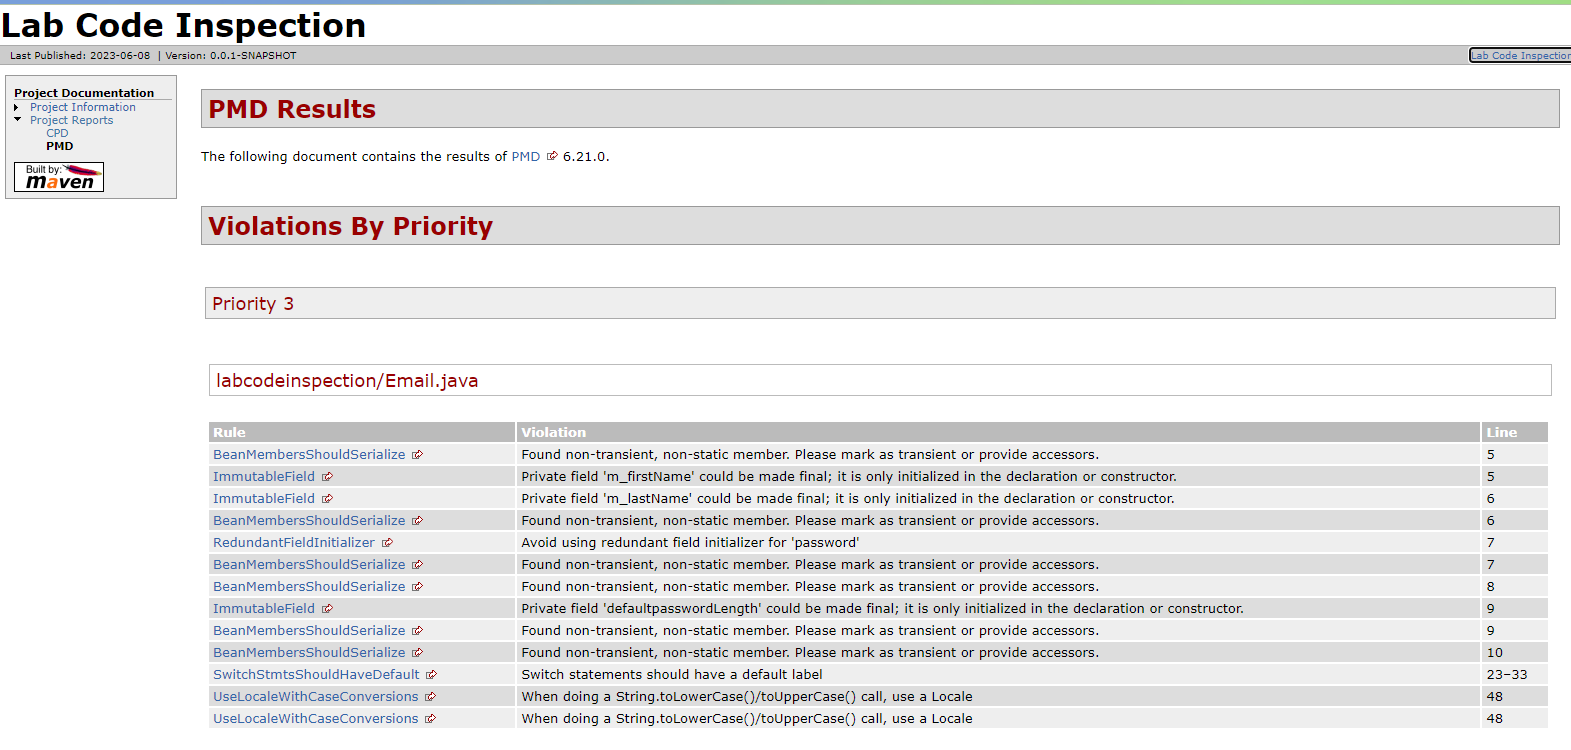 Lab Code Inspection
Last Published: 2023-06-08 | Version: 0.0.1-SNAPSHOT
Lab Code Inspection
Project Documentation
Project Information
Project Reports
CPD
PMD
Built by:
maven
PMD Results
The following document contains the results of PMD 6.21.0.
Violations By Priority
Priority 3
labcodeinspection/Email.java
Rule Violation Line
BeanMembersShouldSerialize Found non-transient, non-static member. Please mark as transient or provide accessors. 5
ImmutableField Private field 'm_firstName' could be made final; it is only initialized in the declaration or constructor. 5
ImmutableField Private field 'm_lastName' could be made final; it is only initialized in the declaration or constructor. 6
BeanMembersShouldSerialize Found non-transient, non-static member. Please mark as transient or provide accessors. 6
RedundantFieldInitializer Avoid using redundant field initializer for 'password' 7
BeanMembersShouldSerialize Found non-transient, non-static member. Please mark as transient or provide accessors. 7
BeanMembersShouldSerialize Found non-transient, non-static member. Please mark as transient or provide accessors. 8
ImmutableField Private field 'defaultpasswordLength' could be made final; it is only initialized in the declaration or constructor. 9
BeanMembersShouldSerialize Found non-transient, non-static member. Please mark as transient or provide accessors. 9
BeanMembersShouldSerialize Found non-transient, non-static member. Please mark as transient or provide accessors. 10
SwitchStmtsShouldHaveDefault Switch statements should have a default label 23–33
UseLocaleWithCaseConversions When doing a String.toLowerCase()/toUpperCase() call, use a Locale 48
UseLocaleWithCaseConversions When doing a String.toLowerCase()/toUpperCase() call, use a Locale 48